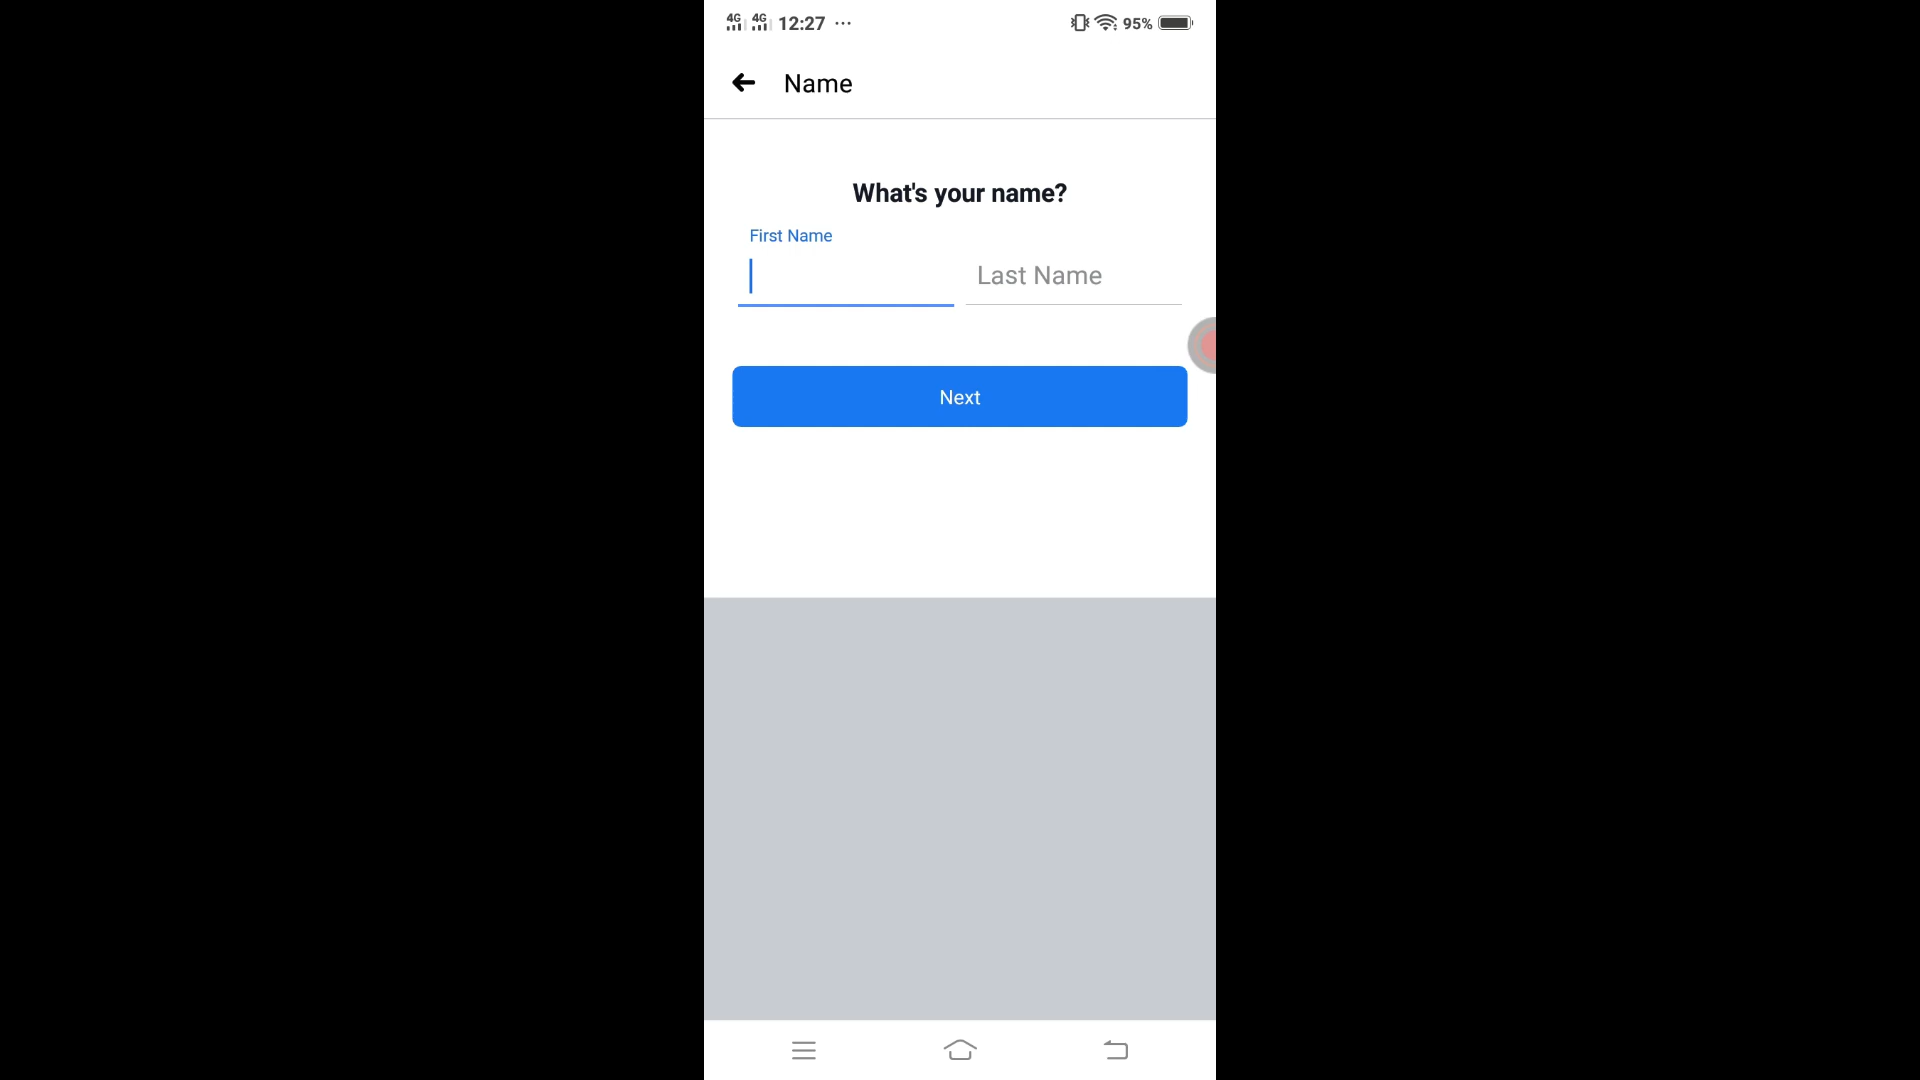 4G 4G 12:27 ... 95%
Name
What's your name?
First Name
Last Name
Next